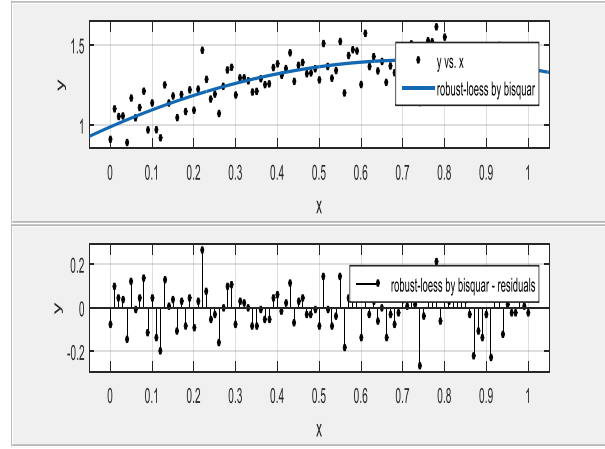 y
1.5
1
y vs. x
robust-loess by bisquar
0 0.1 0.2 0.3 0.4 0.5 0.6 0.7 0.8 0.9 1
x
y
0.2
0
-0.2
robust-loess by bisquar - residuals
0 0.1 0.2 0.3 0.4 0.5 0.6 0.7 0.8 0.9 1
x